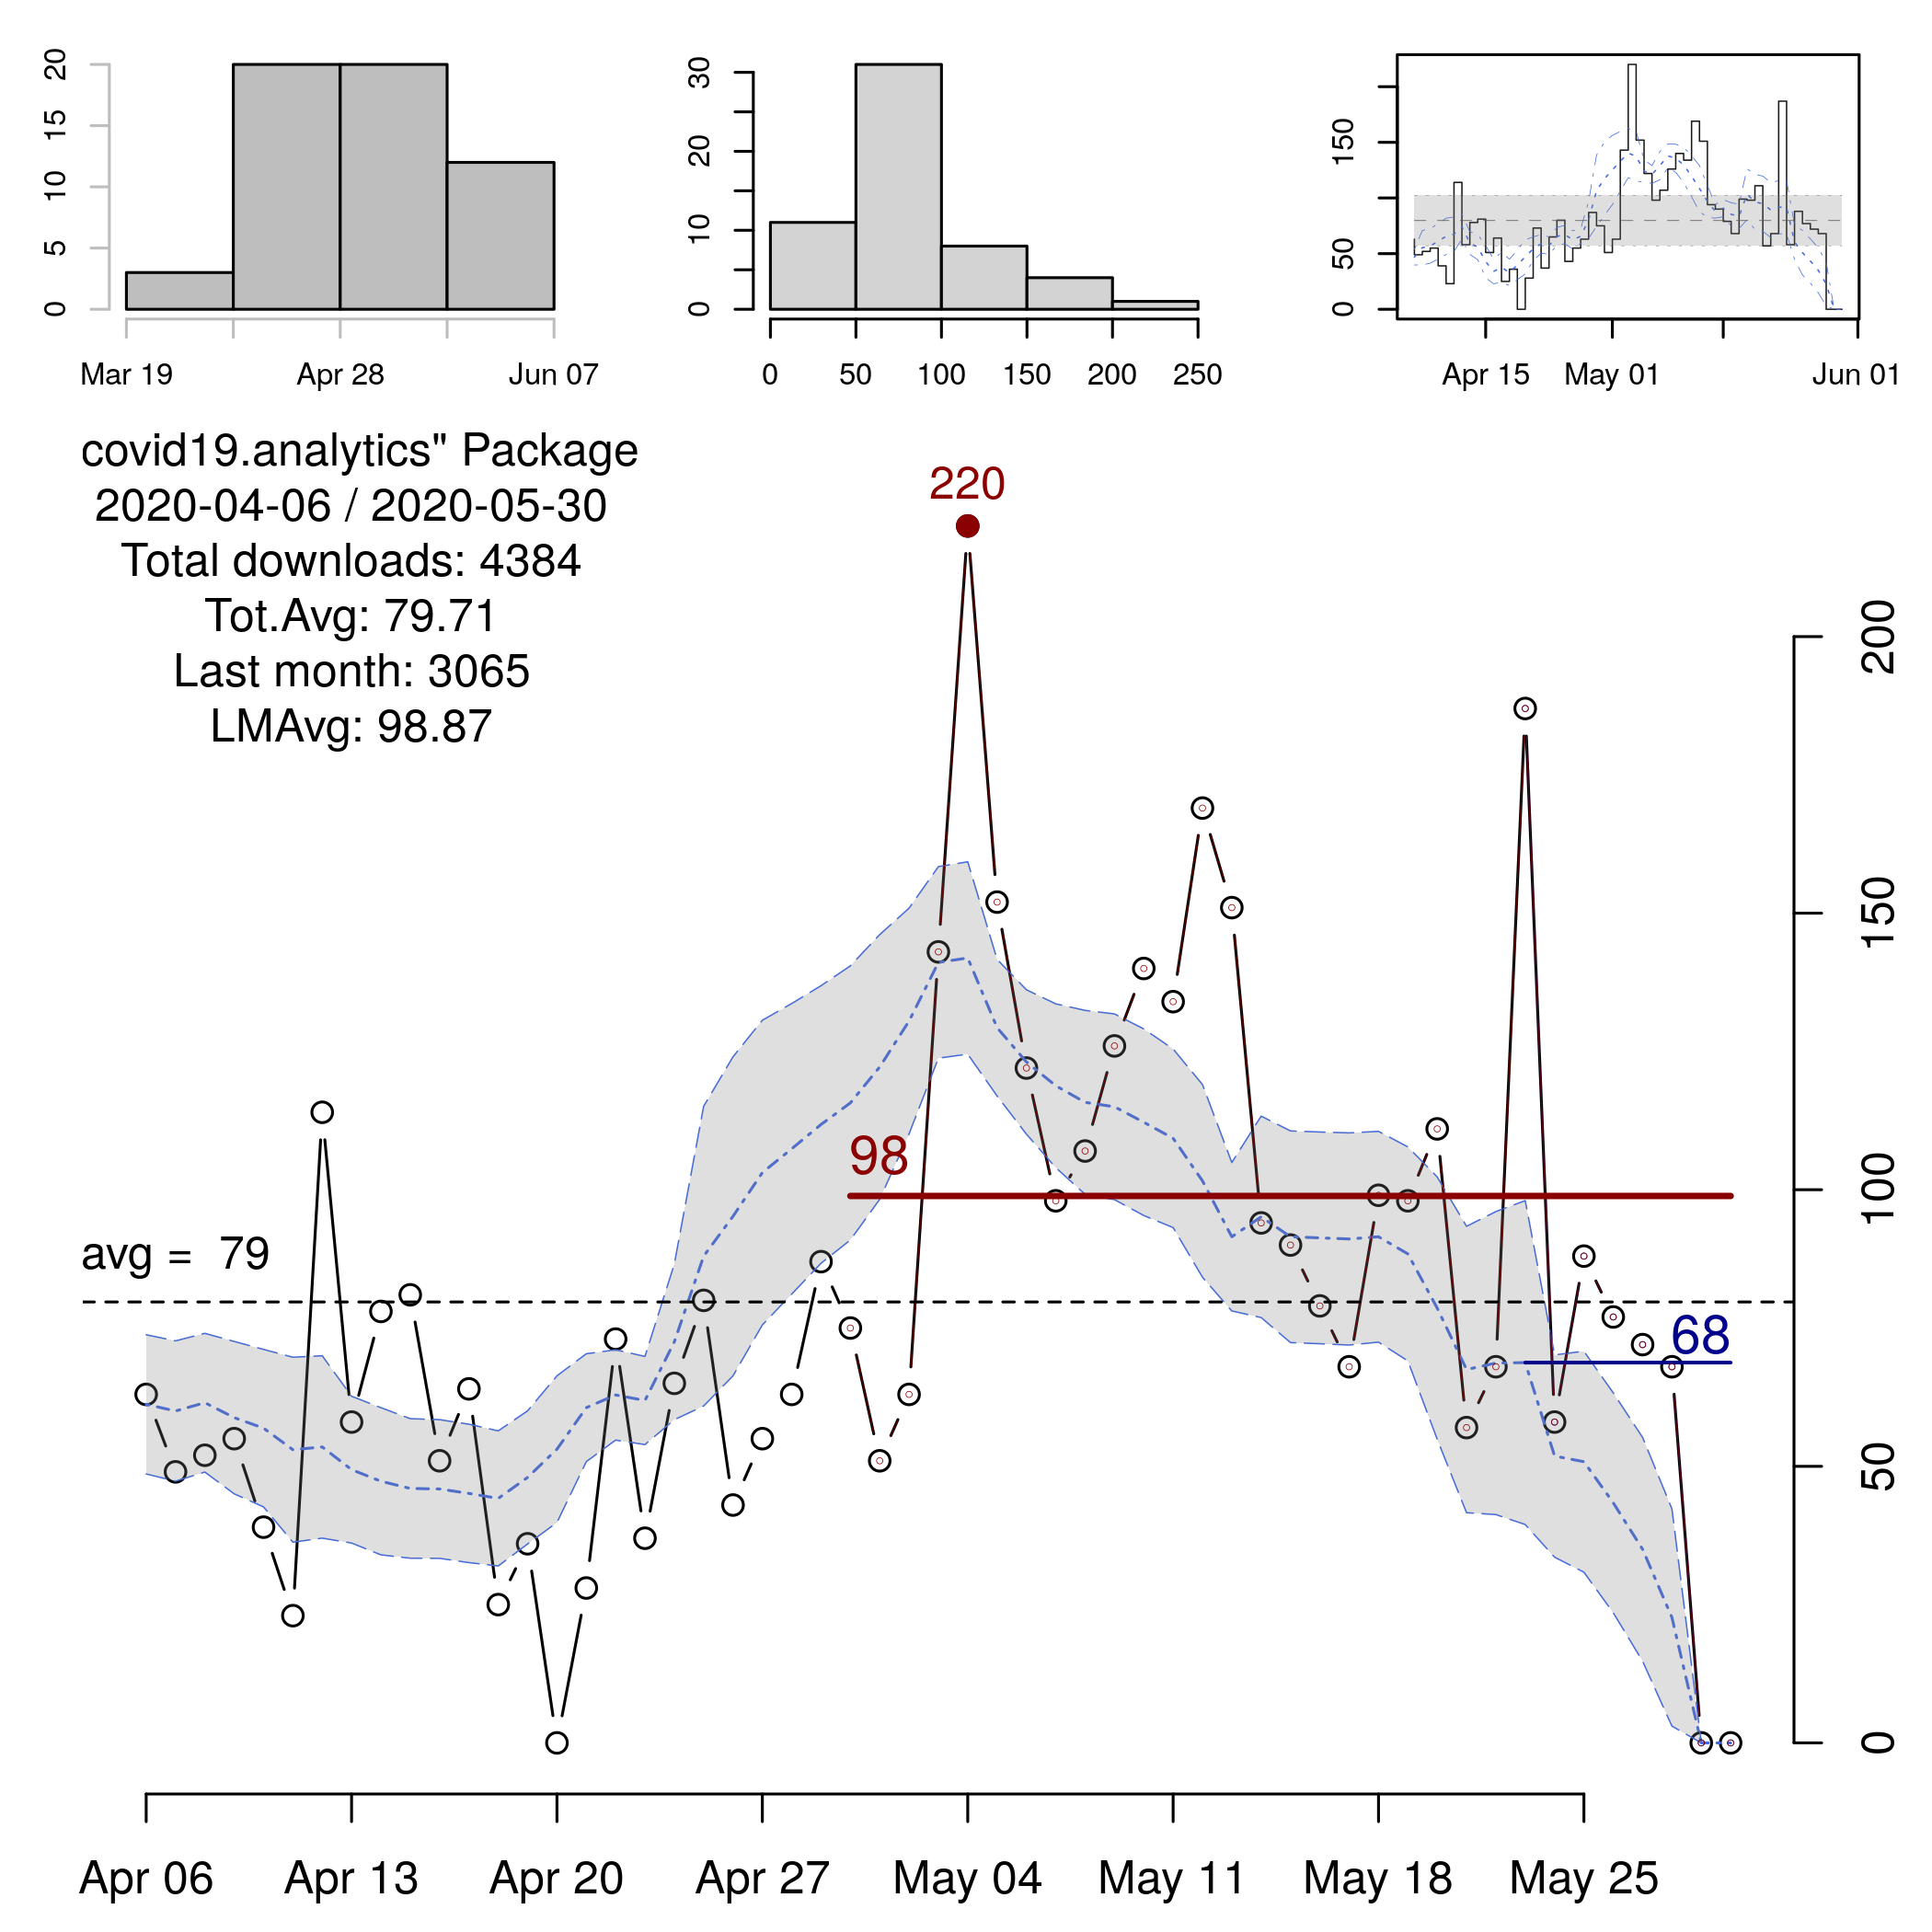 20
15
10
5
0
Mar 19 Apr 28 Jun 07
30
20
10
0
0 50 100 150 200 250
150
50
0
Apr 15 May 01 Jun 01
covid19.analytics" Package
2020-04-06 / 2020-05-30
Total downloads: 4384
Tot.Avg: 79.71
Last month: 3065
LMAvg: 98.87
220
98
avg = 79
68
200
150
100
50
0
Apr 06 Apr 13 Apr 20 Apr 27 May 04 May 11 May 18 May 25